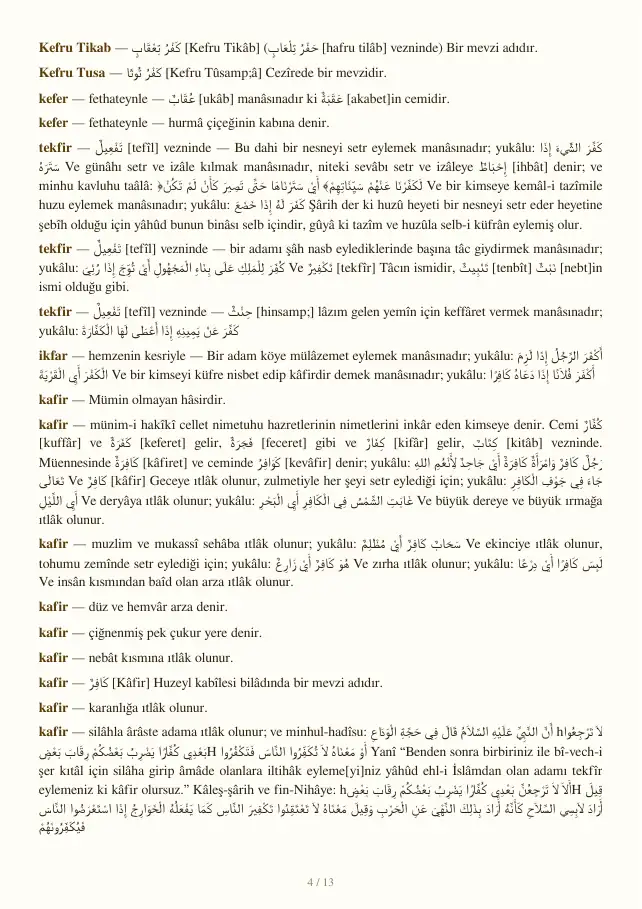 Kefru Tikab — كَفْرُ تِعْقَابٍ [Kefru Tikâb] (حَفْرُ تِلْعَابٍ [hafru tilâb] vezninde) Bir mevzi adıdır.
Kefru Tusa — كَفْرُ تُوثَا [Kefru Tûsamp;â] Cezîrede bir mevzidir.
kefer — fethateynle — عُقَابٌ [ukâb] manâsınadır ki عَقَبَةٌ [akabet]in cemidir.
kefer — fethateynle — hurmâ çiçeğinin kabına denir.
tekfir — تَفْعِيلٌ [tefîl] vezninde — Bu dahi bir nesneyi setr eylemek manâsınadır; yukâlu: كَفَّرَ الشَّيءَ إِذَا
سَتَرَهُ Ve günâhı setr ve izâle kılmak manâsınadır, niteki sevâbı setr ve izâleye إِحْبَاطٌ [ihbât] denir; ve
minhu kavluhu taâlâ: ﴿لَكَفَّرْنَا عَنْهُمْ سَيِّئَاتِهِمْ﴾ أَيْ سَتَرْنَاهَا حَتَّى تَصِيرَ كَأَنْ لَمْ تَكُنْ Ve bir kimseye kemâl-i tazîmile
huzu eylemek manâsınadır; yukâlu: كَفَّرَ لَهُ إِذَا خَضَعَ Şârih der ki huzû heyeti bir nesneyi setr eder heyetine
şebîh olduğu için yâhûd bunun binâsı selb içindir, gûyâ ki tazîm ve huzûla selb-i küfrân eylemiş olur.
tekfir — تَفْعِيلٌ [tefîl] vezninde — bir adamı şâh nasb eylediklerinde başına tâc giydirmek manâsınadır;
yukâlu: كُفِّرَ لِلْمَلِكِ عَلَى بِنَاءِ الْمَجْهُولِ أَيْ تُوِّجَ إِذَا رُئِيَ Ve تَكْفِيرٌ [tekfîr] Tâcın ismidir, تَنْبِيتٌ [tenbît] نَبْتٌ [nebt]in
ismi olduğu gibi.
tekfir — تَفْعِيلٌ [tefîl] vezninde — حِنْثٌ [hinsamp;] lâzım gelen yemîn için keffâret vermek manâsınadır;
yukâlu: كَفَّرَ عَنْ يَمِينِهِ إِذَا أَعْطَى لَهَا الْكَفَّارَةَ
ikfar — hemzenin kesriyle — Bir adam köye mülâzemet eylemek manâsınadır; yukâlu: أَكْفَرَ الرَّجُلُ إِذَا لَزِمَ
الْكَفْرَ أَيِ الْقَرْيَةَ Ve bir kimseyi küfre nisbet edip kâfirdir demek manâsınadır; yukâlu: أَكْفَرَ فُلاَنًا إِذَا دَعَاهُ كَافِرًا
kafir — Mümin olmayan hâsirdir.
kafir — münim-i hakîkî cellet nimetuhu hazretlerinin nimetlerini inkâr eden kimseye denir. Cemi كُفَّارٌ
[kuffâr] ve كَفَرَةٌ [keferet] gelir, فَجَرَةٌ [feceret] gibi ve كِفَارٌ [kifâr] gelir, كِتَابٌ [kitâb] vezninde.
Müennesinde كَافِرَةٌ [kâfiret] ve ceminde كَوَافِرُ [kevâfir] denir; yukâlu: رَجُلٌ كَافِرٌ وَامْرَأَةٌ كَافِرَةٌ أَيْ جَاحِدٌ لِأَنْعُمِ اللهِ
تَعَالَى Ve كَافِرٌ [kâfir] Geceye ıtlâk olunur, zulmetiyle her şeyi setr eylediği için; yukâlu: جَاءَ فِي جَوْفِ الْكَافِرِ
أَيِ اللَّيْلِ Ve deryâya ıtlâk olunur; yukâlu: غَابَتِ الشَّمْسُ فِي الْكَافِرِ أَيِ الْبَحْرِ Ve büyük dereye ve büyük ırmağa
ıtlâk olunur.
kafir — muzlim ve mukassî sehâba ıtlâk olunur; yukâlu: سَحَابٌ كَافِرٌ أَيْ مُظْلِمٌ Ve ekinciye ıtlâk olunur,
tohumu zemînde setr eylediği için; yukâlu: هُوَ كَافِرٌ أَيْ زَارِعٌ Ve zırha ıtlâk olunur; yukâlu: لَبِسَ كَافِرًا أَيْ دِرْعًا
Ve insân kısmından baîd olan arza ıtlâk olunur.
kafir — düz ve hemvâr arza denir.
kafir — çiğnenmiş pek çukur yere denir.
kafir — nebât kısmına ıtlâk olunur.
kafir — كَافِرٌ [Kâfir] Huzeyl kabîlesi bilâdında bir mevzi adıdır.
kafir — karanlığa ıtlâk olunur.
kafir — silâhla ârâste adama ıtlâk olunur; ve minhul-hadîsu: أَنَّ النَّبِيَّ عَلَيْهِ السَّلاَمُ قَالَ فِي حَجَّةِ الْوَدَاعِ hلاَ تَرْجِعُوا
بَعْدِي كُفَّارًا يَضْرِبُ بَعْضُكُمْ رِقَابَ بَعْضٍH أَوْ مَعْنَاهُ لاَ تُكَفِّرُوا النَّاسَ فَتَكْفُرُوا Yanî “Benden sonra birbiriniz ile bî-vech-i
şer kıtâl için silâha girip âmâde olanlara iltihâk eyleme[yi]niz yâhûd ehl-i İslâmdan olan adamı tekfîr
eylemeniz ki kâfir olursuz.” Kâleş-şârih ve fin-Nihâye: hأَلاَ لاَ تَرْجِعُنَّ بَعْدِي كُفَّارًا يَضْرِبُ بَعْضُكُمْ رِقَابَ بَعْضٍH قِيلَ
أَرَادَ لاَبِسِي السِّلاَحِ كَأَنَّهُ أَرَادَ بِذَلِكَ النَّهْيَ عَنِ الْحَرْبِ وَقِيلَ مَعْنَاهُ لاَ تَعْتَقِدُوا تَكْفِيرَ النَّاسِ كَمَا يَفْعَلُهُ الْخَوَارِجُ إِذَا اسْتَعْرَضُوا النَّاسَ
فَيُكَفِّرُونَهُمْ
4 / 13